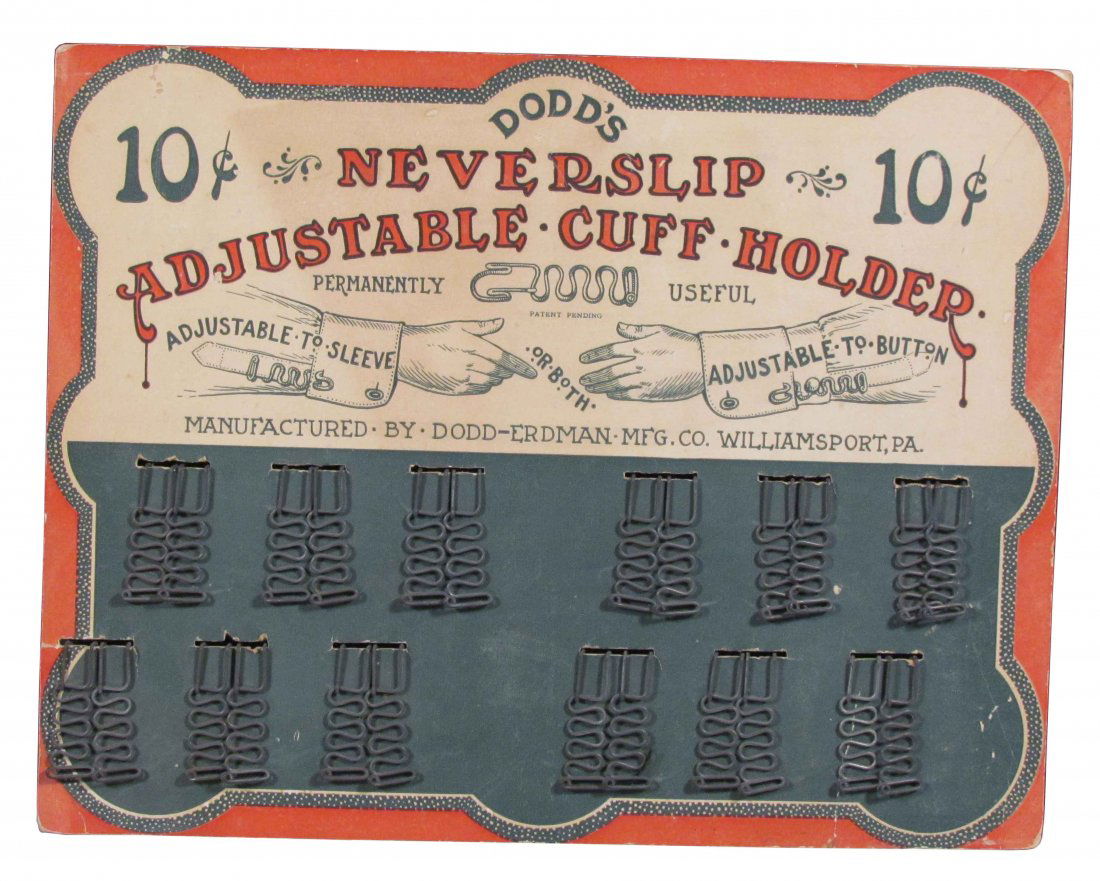 DODD'S
10¢ NEVERSLIP 10¢
ADJUSTABLE · CUFF · HOLDER.
PERMANENTLY USEFUL
PATENT PENDING
ADJUSTABLE · TO · SLEEVE
· OR · BOTH ·
ADJUSTABLE · TO · BUTTON
MANUFACTURED · BY · DODD-ERDMAN · MFG. CO. WILLIAMSPORT, PA.